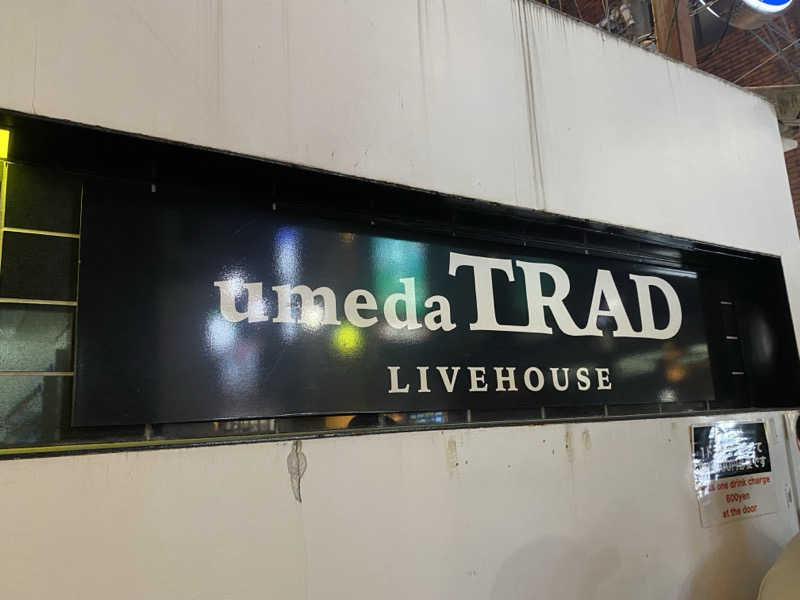 umeda TRAD
LIVEHOUSE
one drink charge
600yen
at the door